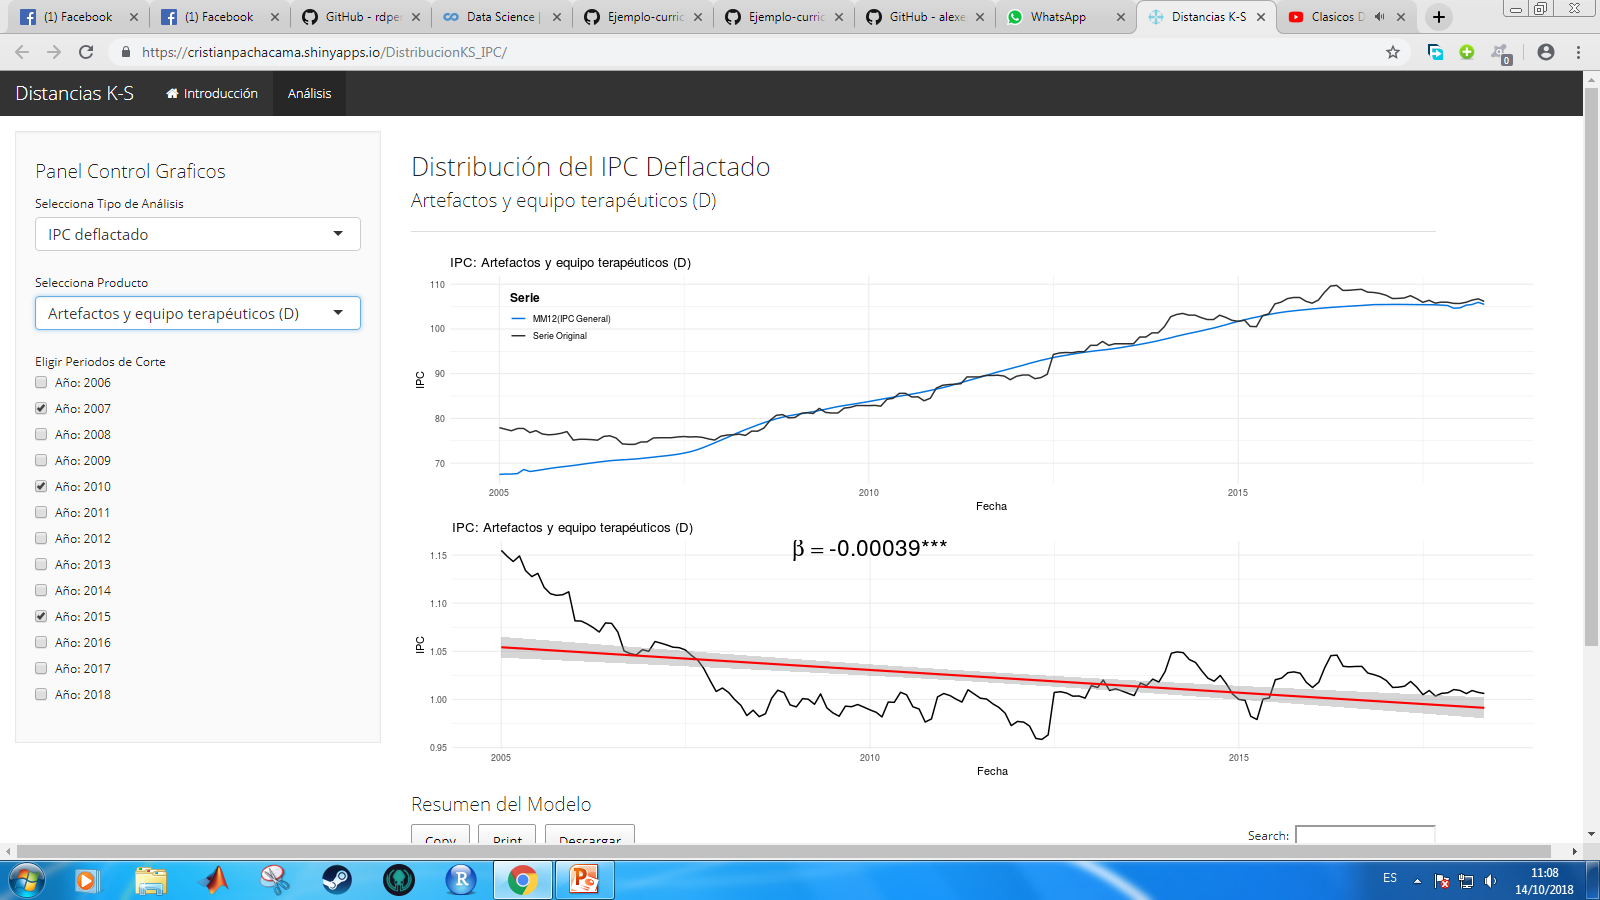 (1) Facebook
(1) Facebook
GitHub - rdpe
Data Science |
Ejemplo-curric
Ejemplo-curric
GitHub - alexe
WhatsApp
Distancias K-S
Clasicos D
https://cristianpachacama.shinyapps.io/DistribucionKS_IPC/
0
Distancias K-S
Introducción
Análisis
Panel Control Graficos
Selecciona Tipo de Análisis
IPC deflactado
Selecciona Producto
Artefactos y equipo terapéuticos (D)
Eligir Periodos de Corte
Año: 2006
Año: 2007
Año: 2008
Año: 2009
Año: 2010
Año: 2011
Año: 2012
Año: 2013
Año: 2014
Año: 2015
Año: 2016
Año: 2017
Año: 2018
Distribución del IPC Deflactado
Artefactos y equipo terapéuticos (D)
IPC: Artefactos y equipo terapéuticos (D)
Serie
MM12(IPC General)
Serie Original
IPC
110
100
90
80
70
2005
2010
2015
Fecha
IPC: Artefactos y equipo terapéuticos (D)
β = -0.00039***
IPC
1.15
1.10
1.05
1.00
0.95
2005
2010
2015
Fecha
Resumen del Modelo
Copy
Print
Descargar
Search:
ES
11:08
14/10/2018